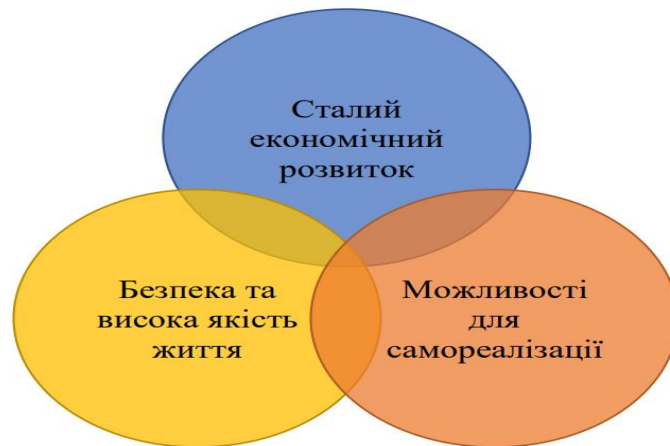 Сталий
економічний
розвиток
Безпека та
висока якість
життя
Можливості
для
самореалізації